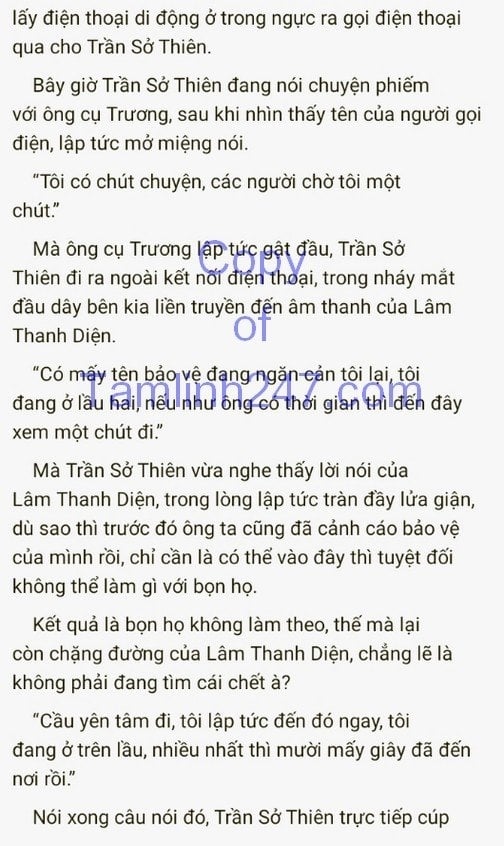 lấy điện thoại di động ở trong ngực ra gọi điện thoại
qua cho Trần Sở Thiên.
Bây giờ Trần Sở Thiên đang nói chuyện phiếm
với ông cụ Trương, sau khi nhìn thấy tên của người gọi
điện, lập tức mở miệng nói.
“Tôi có chút chuyện, các người chờ tôi một
chút.”
Mà ông cụ Trương lập tức gật đầu, Trần Sở
Thiên đi ra ngoài kết nối điện thoại, trong nháy mắt
đầu dây bên kia liền truyền đến âm thanh của Lâm
Thanh Diện.
“Có mấy tên bảo vệ đang ngăn cản tôi lại, tôi
đang ở lầu hai, nếu như ông có thời gian thì đến đây
xem một chút đi.”
Mà Trần Sở Thiên vừa nghe thấy lời nói của
Lâm Thanh Diện, trong lòng lập tức tràn đầy lửa giận,
dù sao thì trước đó ông ta cũng đã cảnh cáo bảo vệ
của mình rồi, chỉ cần là có thể vào đây thì tuyệt đối
không thể làm gì với bọn họ.
Kết quả là bọn họ không làm theo, thế mà lại
còn chặng đường của Lâm Thanh Diện, chẳng lẽ là
không phải đang tìm cái chết à?
“Cầu yên tâm đi, tôi lập tức đến đó ngay, tôi
đang ở trên lầu, nhiều nhất thì mười mấy giây đã đến
nơi rồi.”
Nói xong câu nói đó, Trần Sở Thiên trực tiếp cúp
Copy
of
Tamlinh247.com